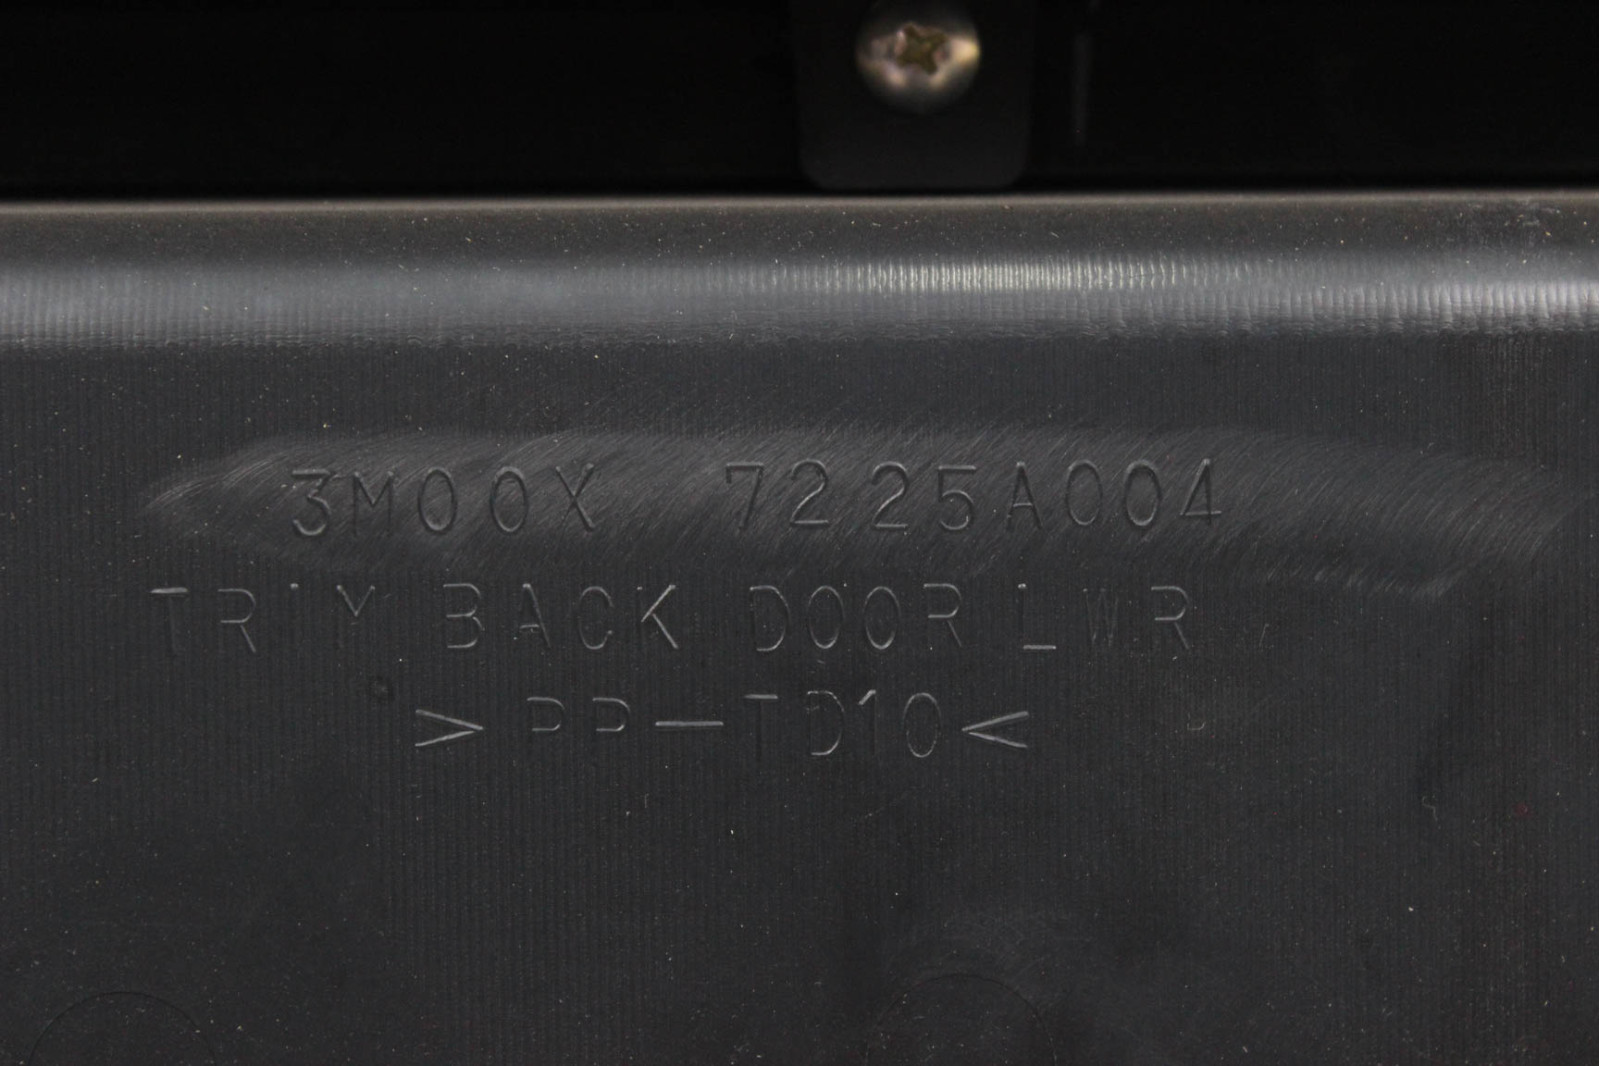 3M00X 7225A004
TRIM BACK DOOR LWR
>PP-TD10<